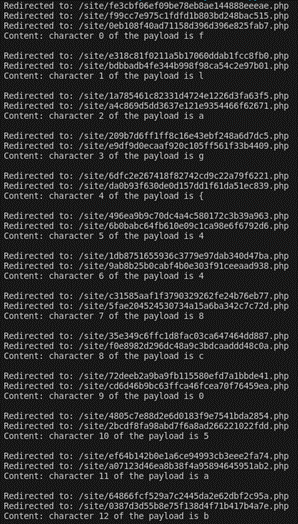 Redirected to: /site/fe3cbf06ef09be78eb8ae144888eeeae.php
Redirected to: /site/f99cc7e975c1fdfd1b803bd248bac515.php
Redirected to: /site/0eb108f40ad71150d396d396e825fab7.php
Content: character 0 of the payload is f
Redirected to: /site/e318c81f0211a5b17060ddab1fcc8fb0.php
Redirected to: /site/bdbbadb4fe344b998f98ca54c2e97b01.php
Content: character 1 of the payload is l
Redirected to: /site/1a785461c82331d4724e1226d3fa63f5.php
Redirected to: /site/a4c869d5dd3637e121e9354466f62671.php
Content: character 2 of the payload is a
Redirected to: /site/209b7d6ff1ff8c16e43ebf248a6d7dc5.php
Redirected to: /site/e9df9d0ecaaf920c105ff561f33b4409.php
Content: character 3 of the payload is g
Redirected to: /site/6dfc2e267418f82742cd9c22a79f6221.php
Redirected to: /site/da0b93f630de0d157dd1f61da51ec839.php
Content: character 4 of the payload is {
Redirected to: /site/496ea9b9c70dc4a4c580172c3b39a963.php
Redirected to: /site/6b0babc64fb610e09c1ca98e6f6792d6.php
Content: character 5 of the payload is 4
Redirected to: /site/1db8751655936c3779e97dab340d47ba.php
Redirected to: /site/9ab8b25b0cabf4b0e303f91ceeaad938.php
Content: character 6 of the payload is 4
Redirected to: /site/c31585aaf1f3790329262fe24b76eb77.php
Redirected to: /site/5fae204524530734a15a6ba342c7c72d.php
Content: character 7 of the payload is 8
Redirected to: /site/35e349c6ffc1d8fac03ca647464dd887.php
Redirected to: /site/f0e8982d296dc48a9c3bdcaaddd48c0a.php
Content: character 8 of the payload is c
Redirected to: /site/72deeb2a9ba9fb115580efd7a1bbde41.php
Redirected to: /site/cd6d46b9bc63ffca46fcea70f76459ea.php
Content: character 9 of the payload is 0
Redirected to: /site/4805c7e88d2e6d0183f9e7541bda2854.php
Redirected to: /site/2bcdf8fa98abd7f6a8ad266221022fdd.php
Content: character 10 of the payload is 5
Redirected to: /site/ef64b142b0e1a6ce94993cb3eee2fa74.php
Redirected to: /site/a07123d46ea8b38f4a95894645951ab2.php
Content: character 11 of the payload is a
Redirected to: /site/64866fcf529a7c2445da2e62dbf2c95a.php
Redirected to: /site/0387d3d55b8e75f138d4f71b417b4a7e.php
Content: character 12 of the payload is b